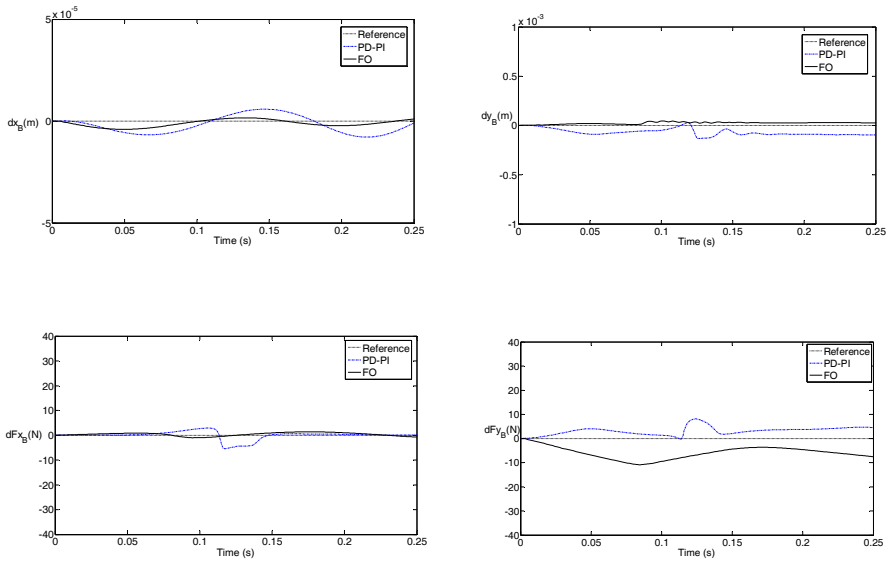 x 10^-5
5
0
-5
dx_B(m)
0 0.05 0.1 0.15 0.2 0.25
Time (s)
Reference
PD-PI
FO
x 10^-3
1
0.5
0
-0.5
-1
dy_B(m)
0 0.05 0.1 0.15 0.2 0.25
Time (s)
Reference
PD-PI
FO
40
30
20
10
0
-10
-20
-30
-40
dFx_B(N)
0 0.05 0.1 0.15 0.2 0.25
Time (s)
Reference
PD-PI
FO
40
30
20
10
0
-10
-20
-30
-40
dFy_B(N)
0 0.05 0.1 0.15 0.2 0.25
Time (s)
Reference
PD-PI
FO